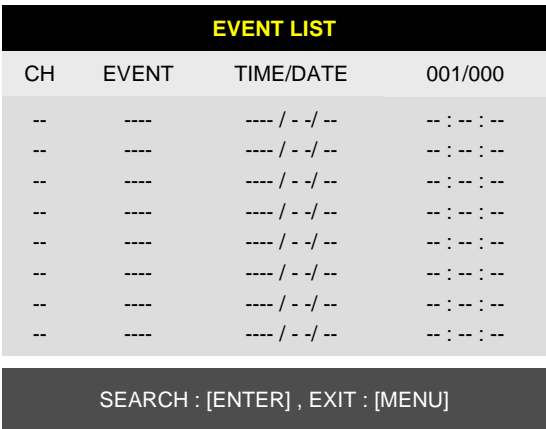 EVENT LIST
CH EVENT TIME/DATE 001/000
-- ---- ---- / - -/ -- -- : -- : --
-- ---- ---- / - -/ -- -- : -- : --
-- ---- ---- / - -/ -- -- : -- : --
-- ---- ---- / - -/ -- -- : -- : --
-- ---- ---- / - -/ -- -- : -- : --
-- ---- ---- / - -/ -- -- : -- : --
-- ---- ---- / - -/ -- -- : -- : --
-- ---- ---- / - -/ -- -- : -- : --
SEARCH : [ENTER] , EXIT : [MENU]